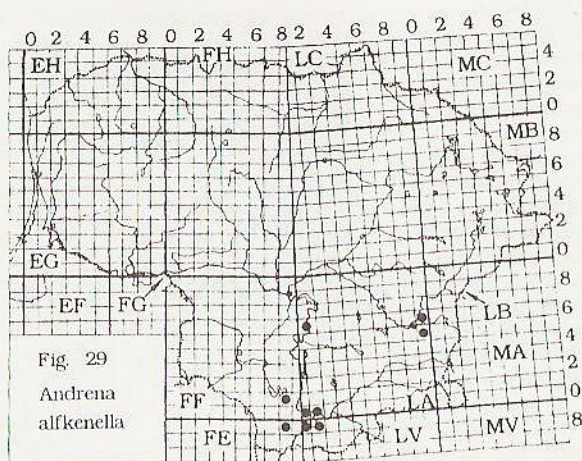 0 2 4 6 8 0 2 4 6 8 0 2 4 6 8 0 2 4 6 8
EH FH LC MC 4
2
0
MB 8
6
4
2
EG 0
EF FG LB 8
6
MA 4
Fig. 29 2
Andrena FF LA 0
alfkenella FE LV MV 8